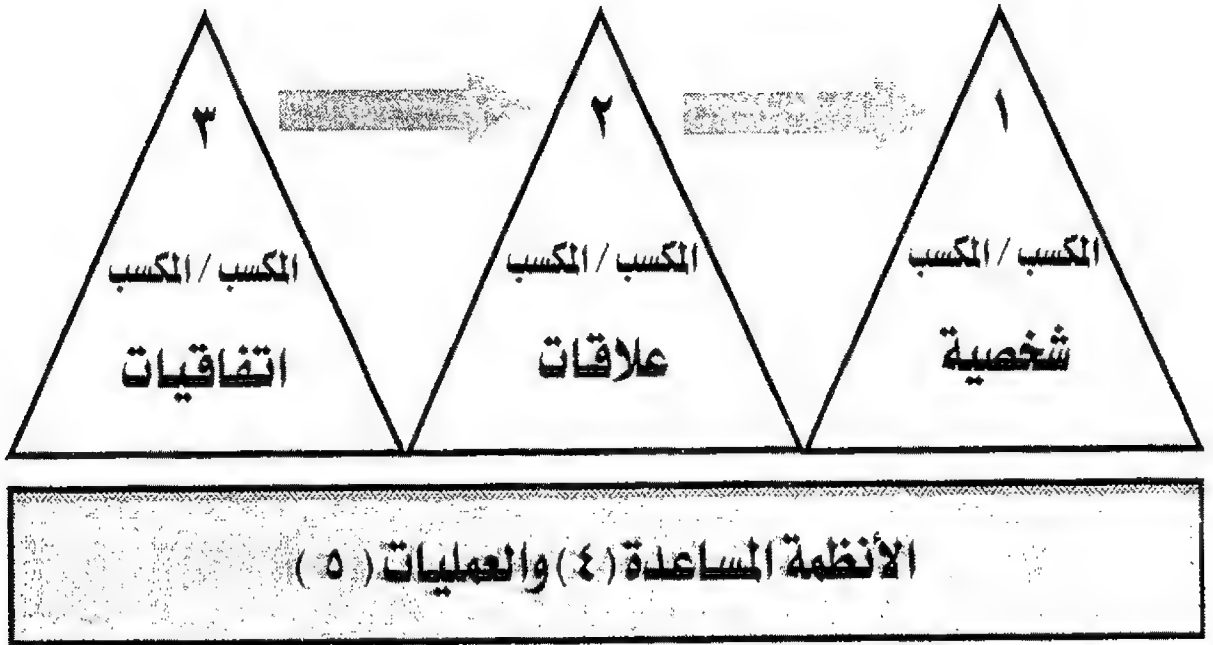 ١
المكسب / المكسب
شخصية
٢
المكسب / المكسب
علاقات
٣
المكسب / المكسب
اتفاقيات
الأنظمة المساعدة (٤) والعمليات (٥)